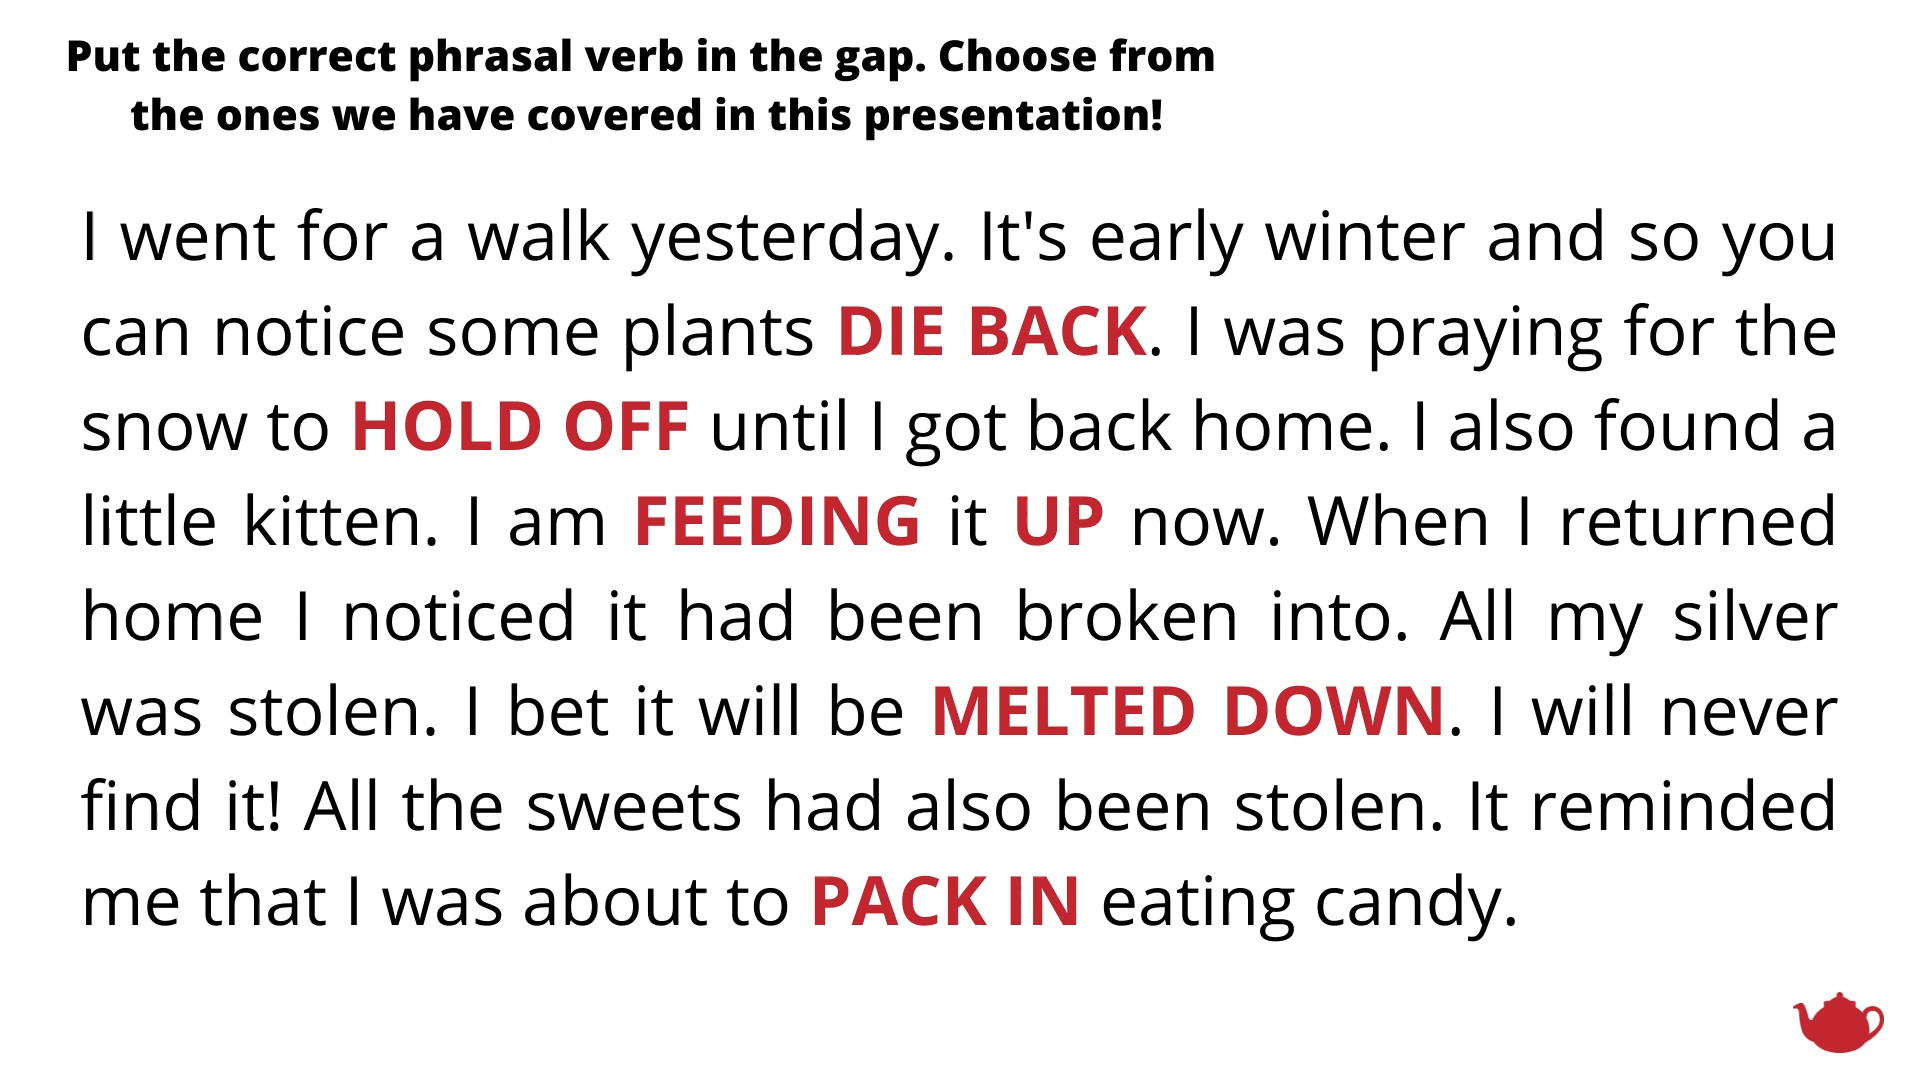 Put the correct phrasal verb in the gap. Choose from
the ones we have covered in this presentation!
I went for a walk yesterday. It's early winter and so you
can notice some plants DIE BACK. I was praying for the
snow to HOLD OFF until I got back home. I also found a
little kitten. I am FEEDING it UP now. When I returned
home I noticed it had been broken into. All my silver
was stolen. I bet it will be MELTED DOWN. I will never
find it! All the sweets had also been stolen. It reminded
me that I was about to PACK IN eating candy.